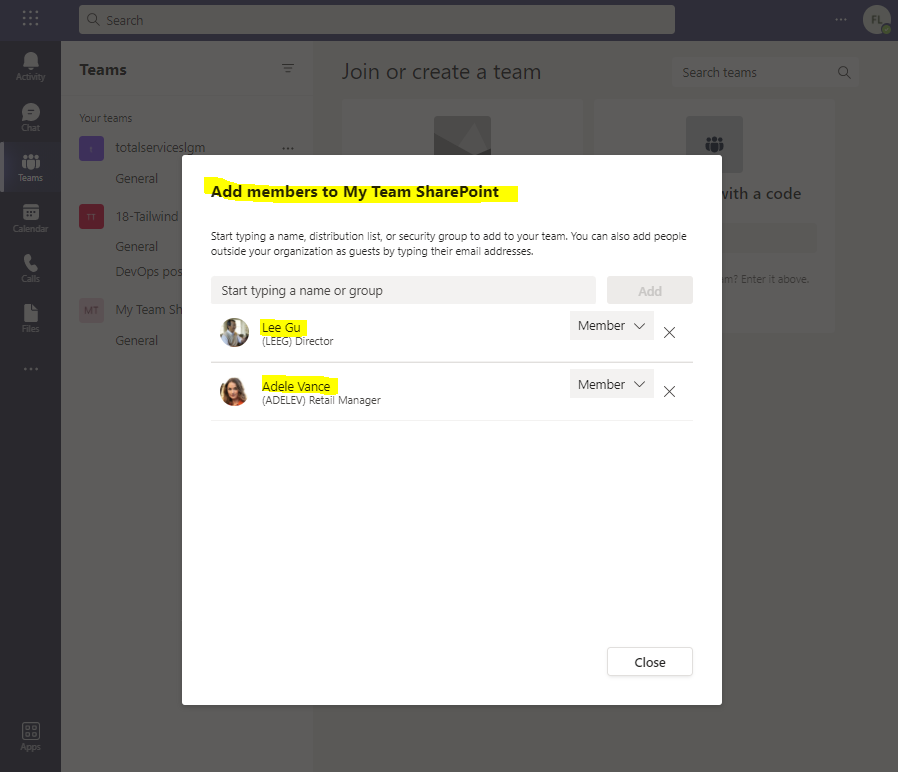 Search
FL
Activity
Chat
Teams
Calendar
Calls
Files
Apps
Teams
Your teams
totalserviceslgm
General
TT
18-Tailwind
General
DevOps pos
MT
My Team Sh
General
Join or create a team
Search teams
with a code
m? Enter it above.
Add members to My Team SharePoint
Start typing a name, distribution list, or security group to add to your team. You can also add people
outside your organization as guests by typing their email addresses.
Start typing a name or group
Add
Lee Gu
(LEEG) Director
Member
Adele Vance
(ADELEV) Retail Manager
Member
Close